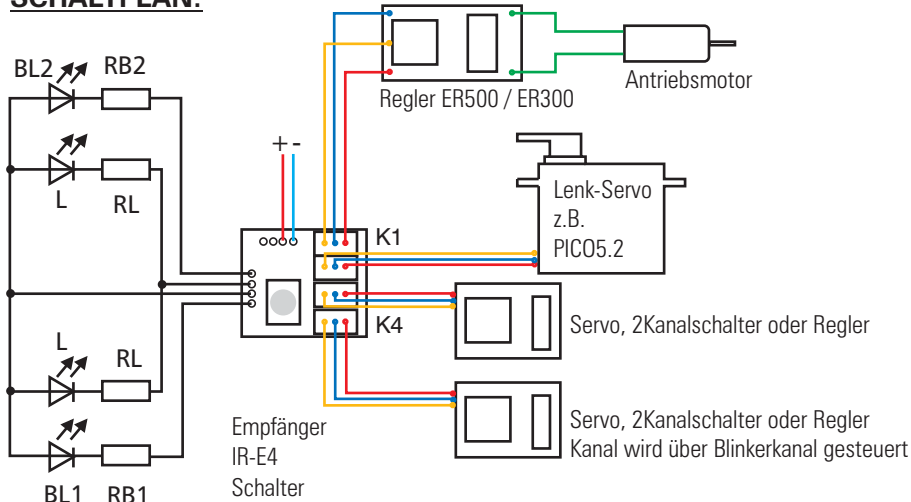 SCHALTPLAN:
BL2
RB2
L
RL
+ -
Regler ER500 / ER300
Antriebsmotor
Lenk-Servo
z.B.
PICO5.2
K1
K4
Servo, 2Kanalschalter oder Regler
L
RL
BL1
RB1
Empfänger
IR-E4
Schalter
Servo, 2Kanalschalter oder Regler
Kanal wird über Blinkerkanal gesteuert